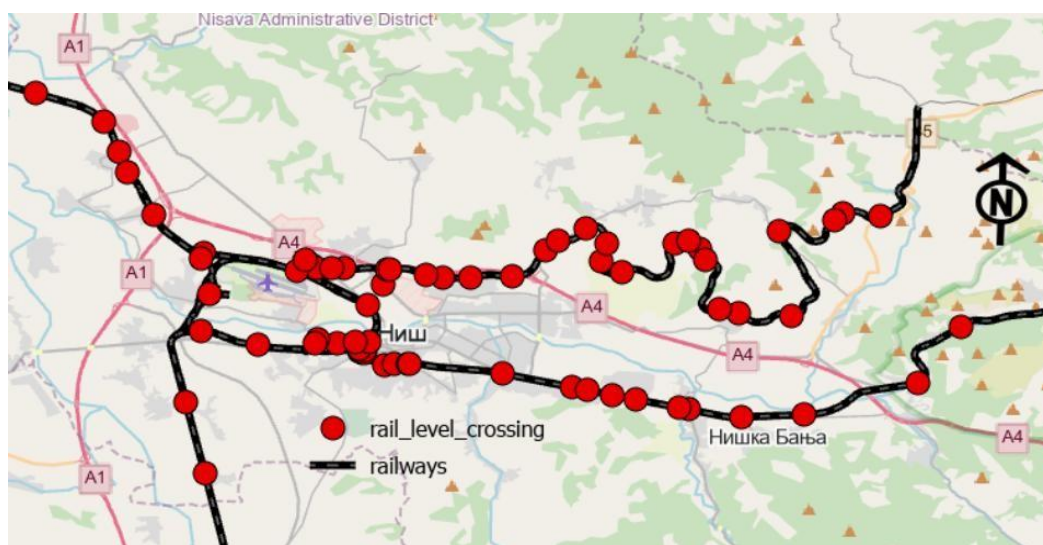 Nisava Administrative District
A1
A4
A1
Ниш
A4
A4
Нишка Бања
A4
A1
N
rail_level_crossing
railways